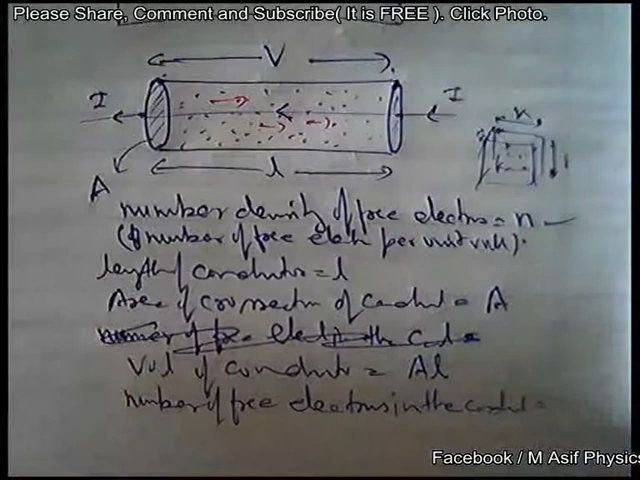 Please Share, Comment and Subscribe( It is FREE ). Click Photo.
V
I
I
n
A
l
number density of free electrons = n
( number of free elect per unit vol).
length of conductor = l
Area of cross section of conduct = A
Vol of conductor = Al
number of free electrons in the conduct =
Facebook / M Asif Physics